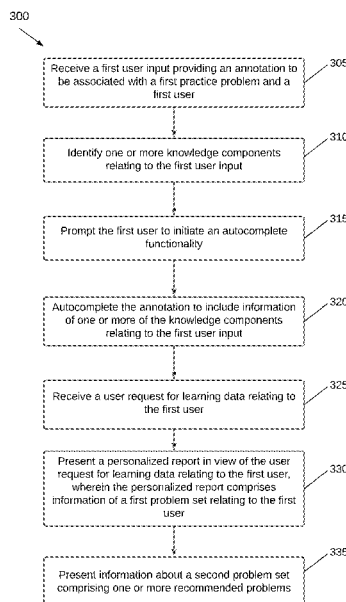 300
Receive a first user input providing an annotation to
be associated with a first practice problem and a
first user
305
Identify one or more knowledge components
relating to the first user input
310
Prompt the first user to initiate an autocomplete
functionality
315
Autocomplete the annotation to include information
of one or more of the knowledge components
relating to the first user input
320
Receive a user request for learning data relating to
the first user
325
Present a personalized report in view of the user
request for learning data relating to the first user,
wherein the personalized report comprises
information of a first problem set relating to the first
user
330
Present information about a second problem set
comprising one or more recommended problems
335